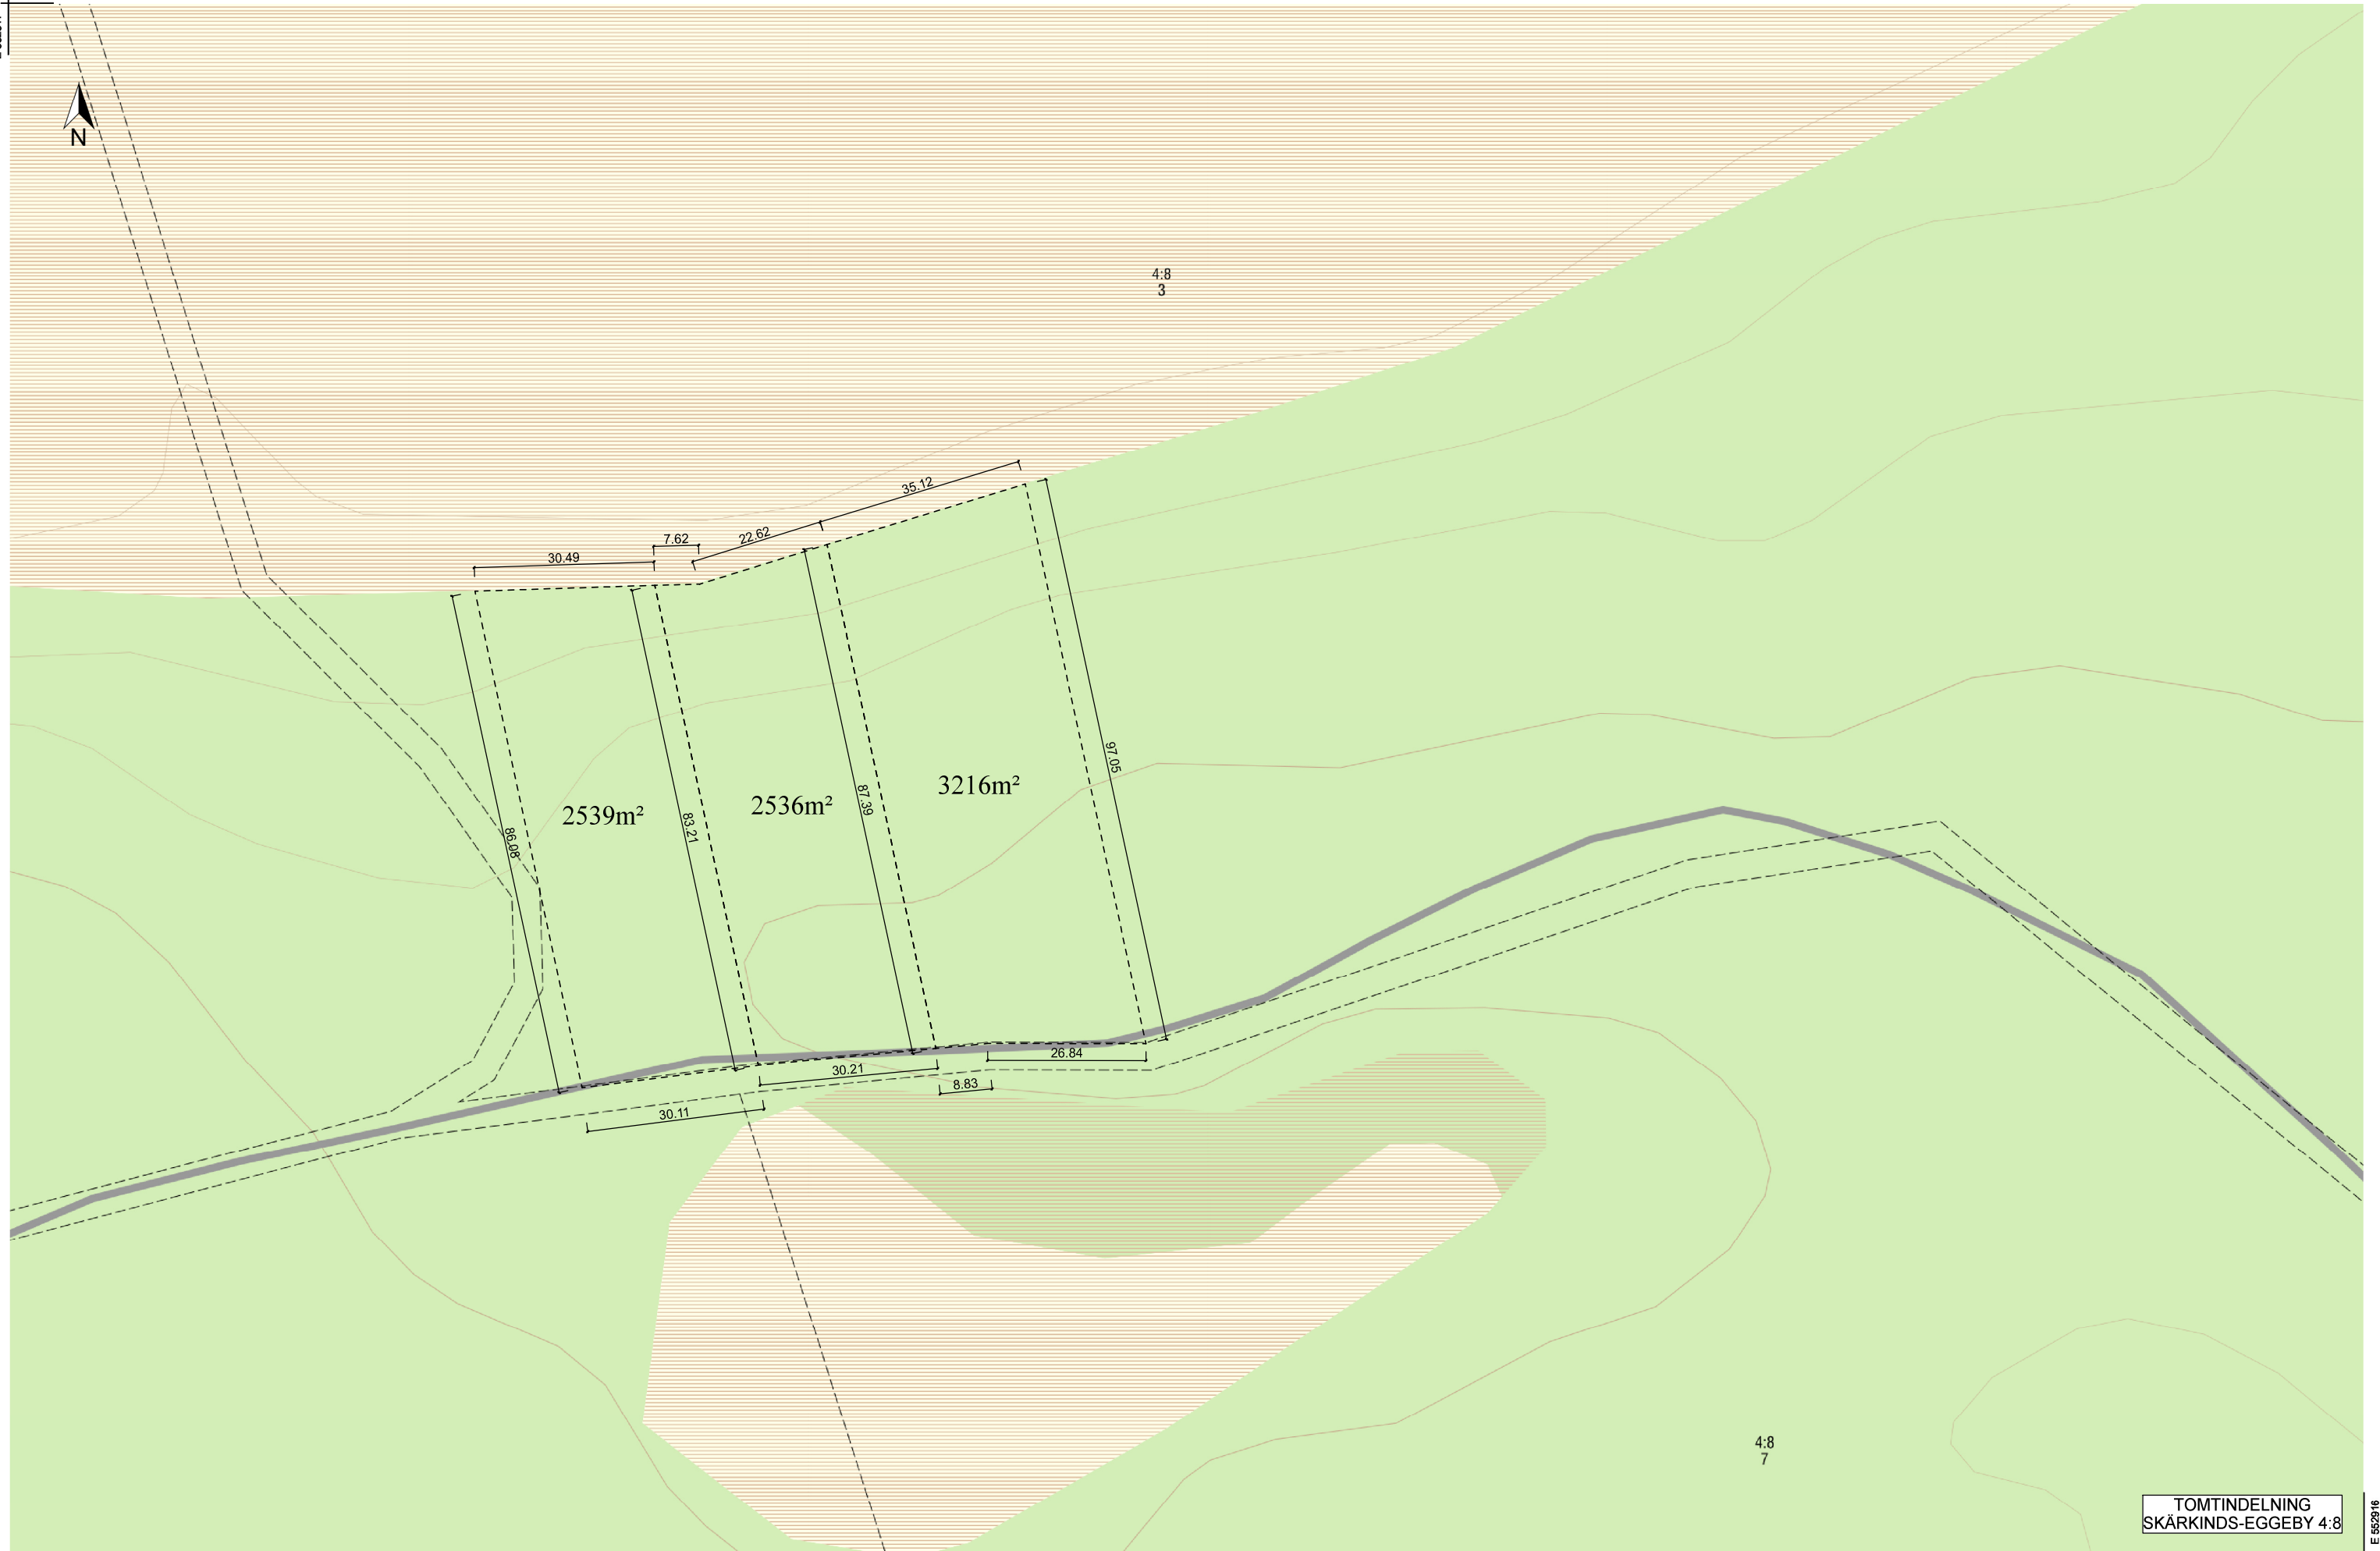 N
4:8
3
35.12
22.62
7.62
30.49
97.05
3216m²
87.39
2536m²
83.21
2539m²
86.08
26.84
30.21
8.83
30.11
4:8
7
TOMTINDELNING
SKÄRKINDS-EGGEBY 4:8
E 552916